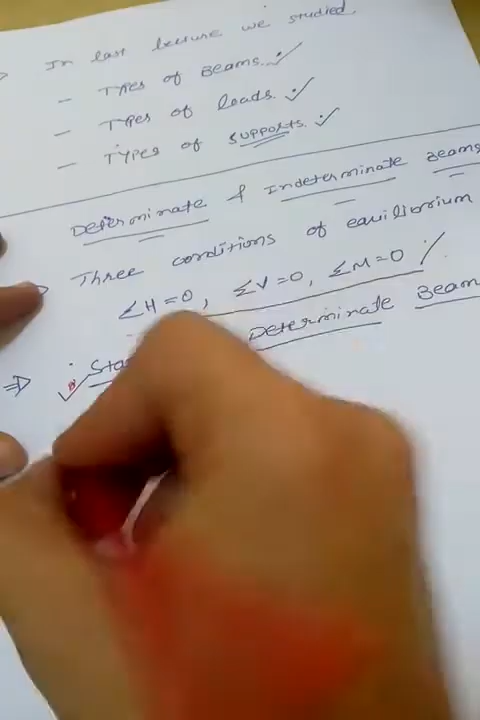 In last lecture we studied
- Types of Beams. ✓
- Types of loads. ✓
- Types of supports. ✓
Determinate & Indeterminate Beams
Three conditions of equilibrium
ΣH=0, ΣV=0, ΣM=0
⇒ Determinate Beam